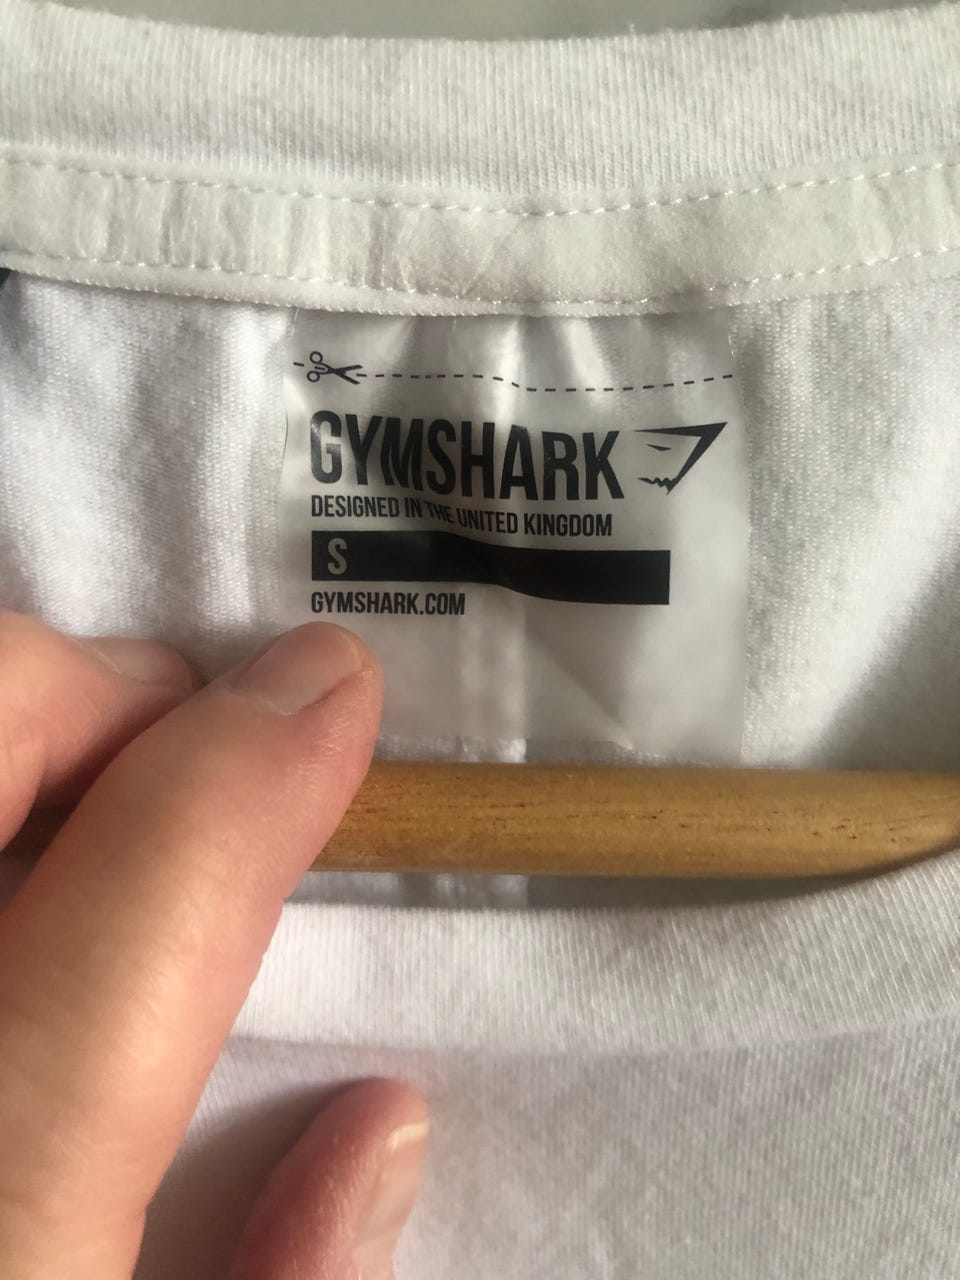 GYMSHARK
DESIGNED IN THE UNITED KINGDOM
S
GYMSHARK.COM